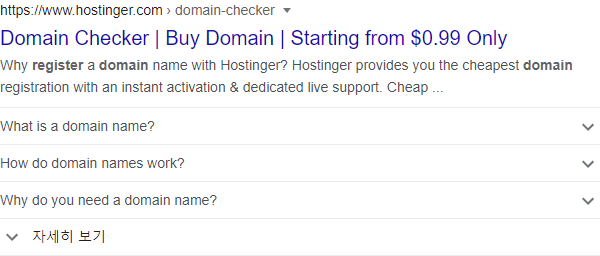 https://www.hostinger.com › domain-checker
Domain Checker | Buy Domain | Starting from $0.99 Only
Why register a domain name with Hostinger? Hostinger provides you the cheapest domain
registration with an instant activation & dedicated live support. Cheap ...
What is a domain name?
How do domain names work?
Why do you need a domain name?
자세히 보기